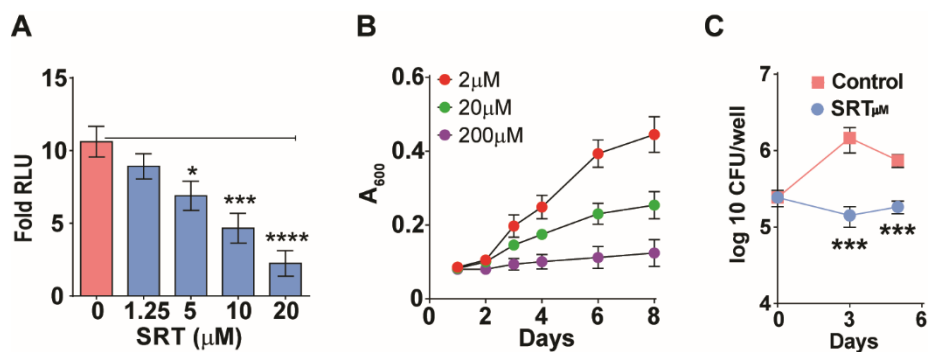 A
B
C
15
10
5
0
Fold RLU
*
***
****
0 1.25 5 10 20
SRT (μM)
0.6
0.4
0.2
0.0
A600
2μM
20μM
200μM
0 2 4 6 8
Days
Control
SRTμM
7
6
5
4
log 10 CFU/well
*** ***
0 3 6
Days